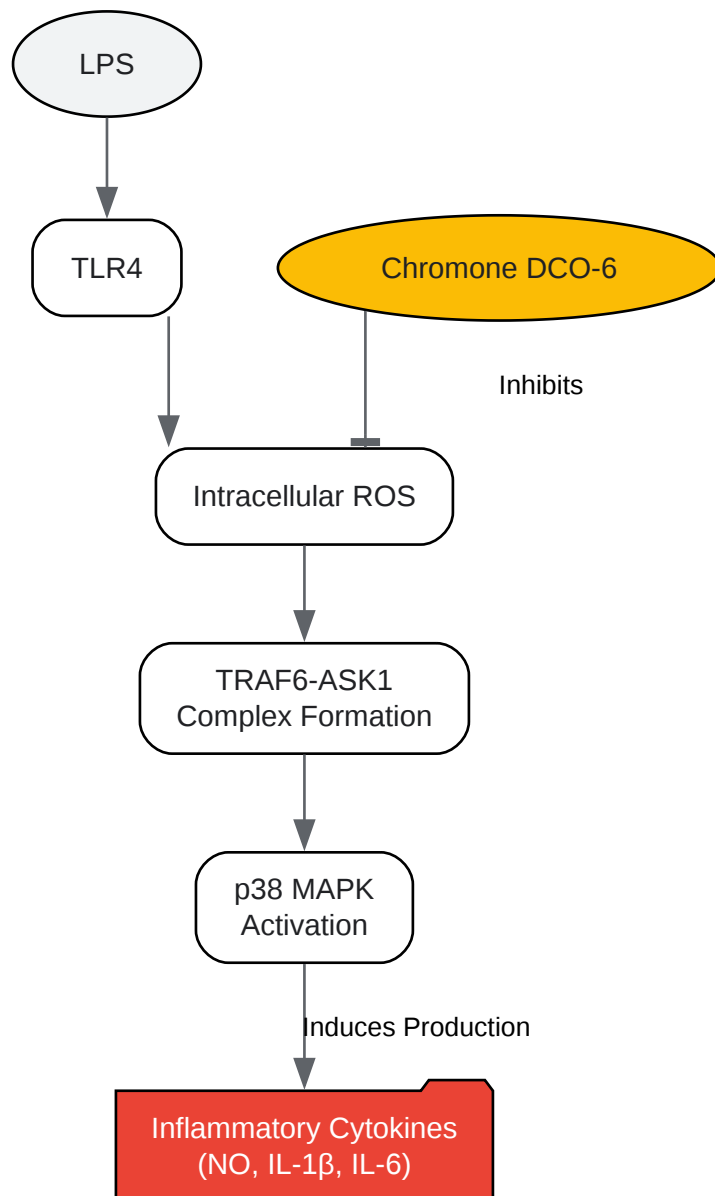 LPS
TLR4
Chromone DCO-6
Inhibits
Intracellular ROS
TRAF6-ASK1
Complex Formation
p38 MAPK
Activation
Induces Production
Inflammatory Cytokines
(NO, IL-1β, IL-6)